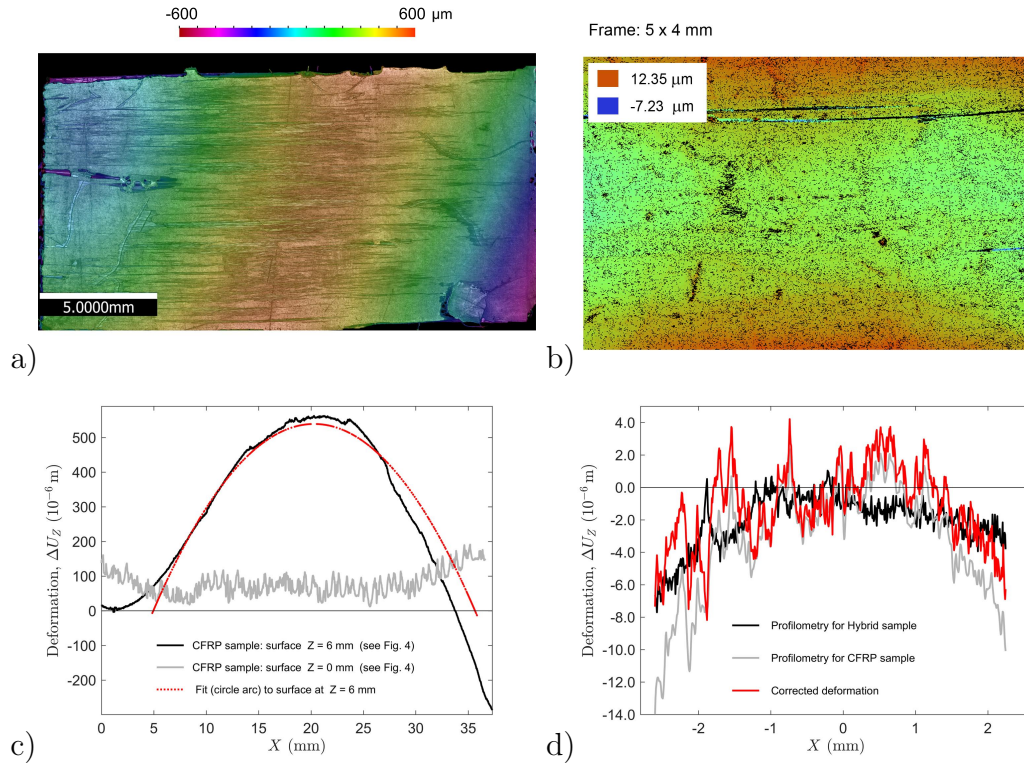 -600 600 μm
5.0000mm
a)
Frame: 5 x 4 mm
12.35 μm
-7.23 μm
b)
Deformation, ΔU_Z (10⁻⁶ m)
500
400
300
200
100
0
-100
-200
CFRP sample: surface Z = 6 mm (see Fig. 4)
CFRP sample: surface Z = 0 mm (see Fig. 4)
Fit (circle arc) to surface at Z = 6 mm
0 5 10 15 20 25 30 35
X (mm)
c)
Deformation, ΔU_Z (10⁻⁶ m)
4.0
2.0
0.0
-2.0
-4.0
-6.0
-8.0
-10.0
-12.0
-14.0
Profilometry for Hybrid sample
Profilometry for CFRP sample
Corrected deformation
-2 -1 0 1 2
X (mm)
d)